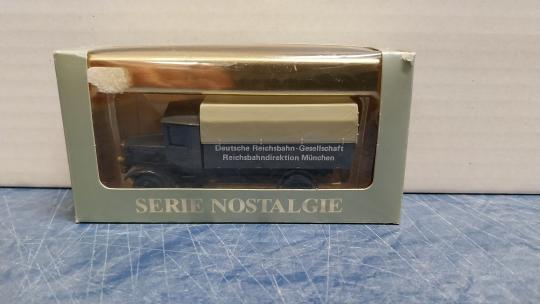 Deutsche Reichsbahn-Gesellschaft
Reichsbahndirektion München
SERIE NOSTALGIE